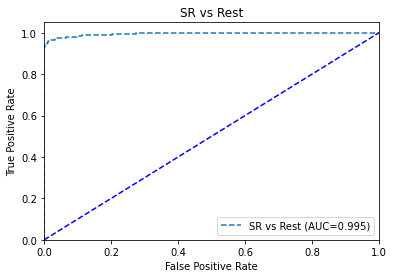 SR vs Rest
True Positive Rate
1.0
0.8
0.6
0.4
0.2
0.0
SR vs Rest (AUC=0.995)
0.0 0.2 0.4 0.6 0.8 1.0
False Positive Rate